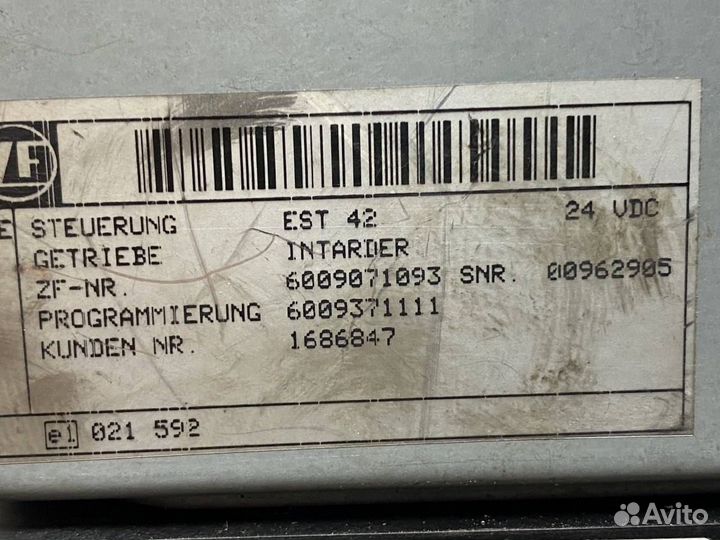 ZF
E STEUERUNG EST 42 24 VDC
GETRIEBE INTARDER
ZF-NR. 6009071093 SNR. 00962905
PROGRAMMIERUNG 6009371111
KUNDEN NR. 1686847
e1 021 592
Avito